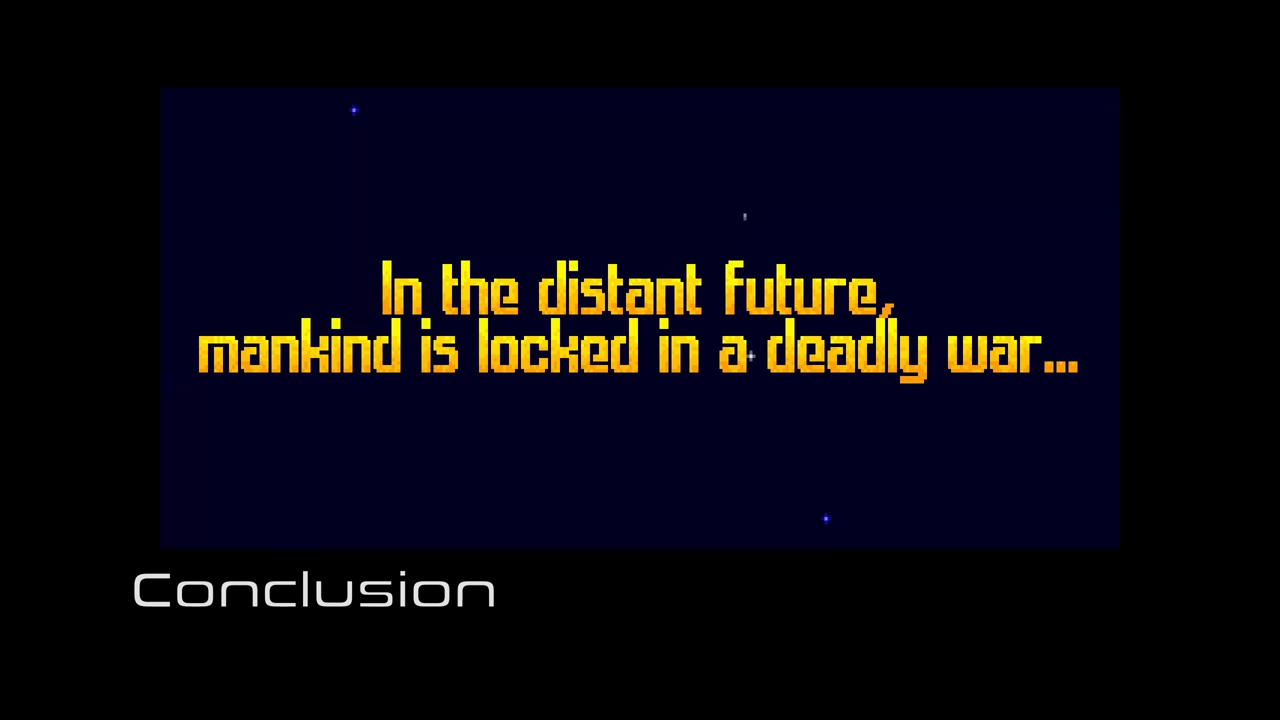 In the distant future,
mankind is locked in a deadly war...
Conclusion